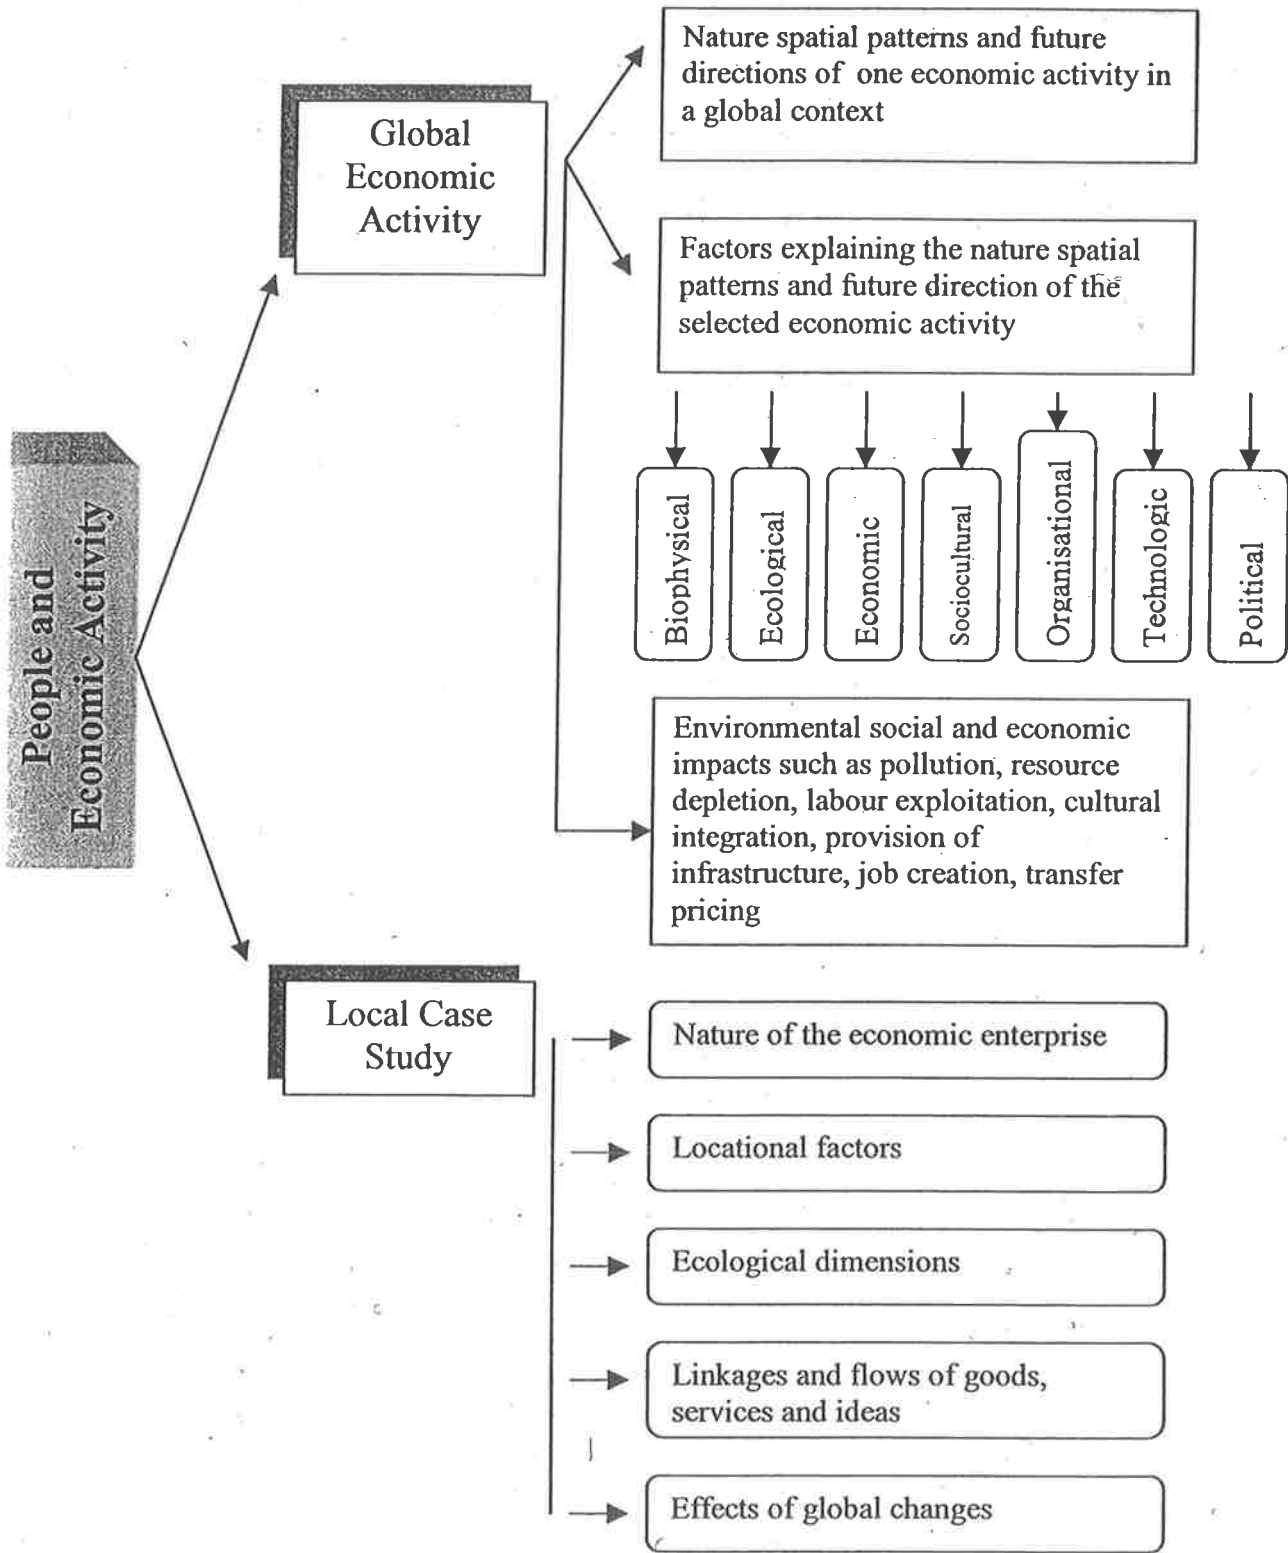 People and
Economic Activity
Global
Economic
Activity
Nature spatial patterns and future
directions of one economic activity in
a global context
Factors explaining the nature spatial
patterns and future direction of the
selected economic activity
Biophysical
Ecological
Economic
Sociocultural
Organisational
Technologic
Political
Environmental social and economic
impacts such as pollution, resource
depletion, labour exploitation, cultural
integration, provision of
infrastructure, job creation, transfer
pricing
Local Case
Study
Nature of the economic enterprise
Locational factors
Ecological dimensions
Linkages and flows of goods,
services and ideas
Effects of global changes